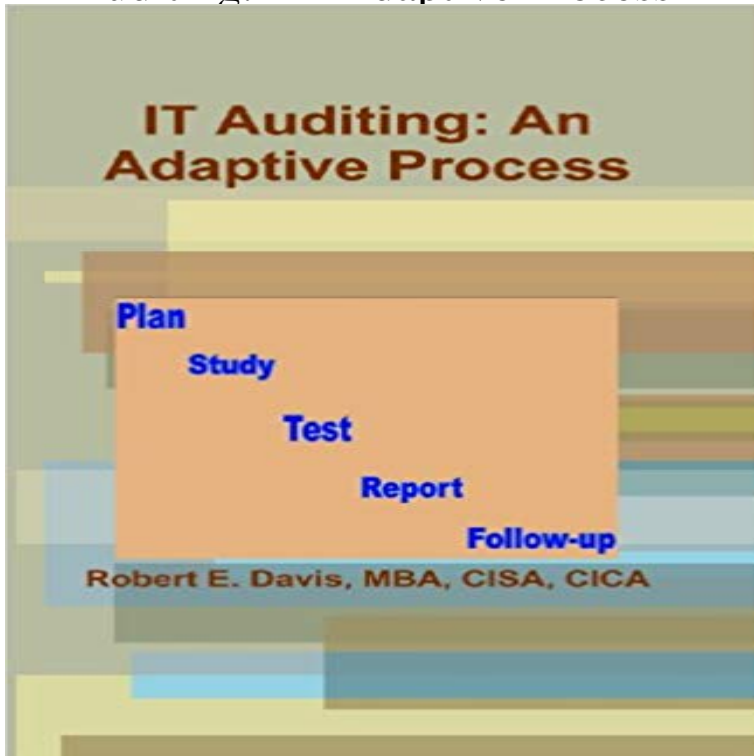 IT Auditing: An
Adaptive Process
Plan
Study
Test
Report
Follow-up
Robert E. Davis, MBA, CISA, CICA